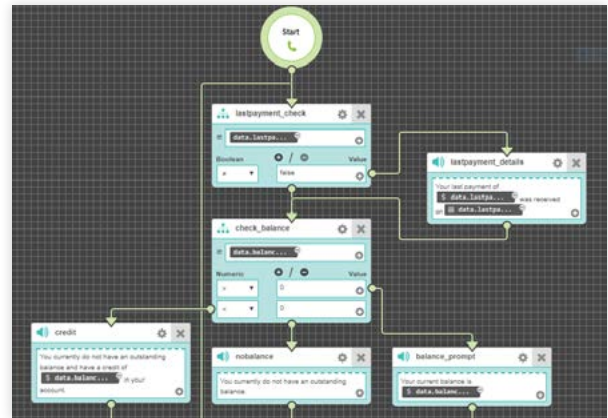 Start
lastpayment_check
data.lastpa...
Boolean
/
Value
false
lastpayment_details
Your last payment of
$ data.lastpa... was received
on data.lastpa...
check_balance
data.balanc...
Numeric
/
Value
0
0
credit
You currently do not have an outstanding
balance and have a credit of
$ data.balanc... in your
account.
nobalance
You currently do not have an outstanding
balance.
balance_prompt
Your current balance is
$ data.balanc...